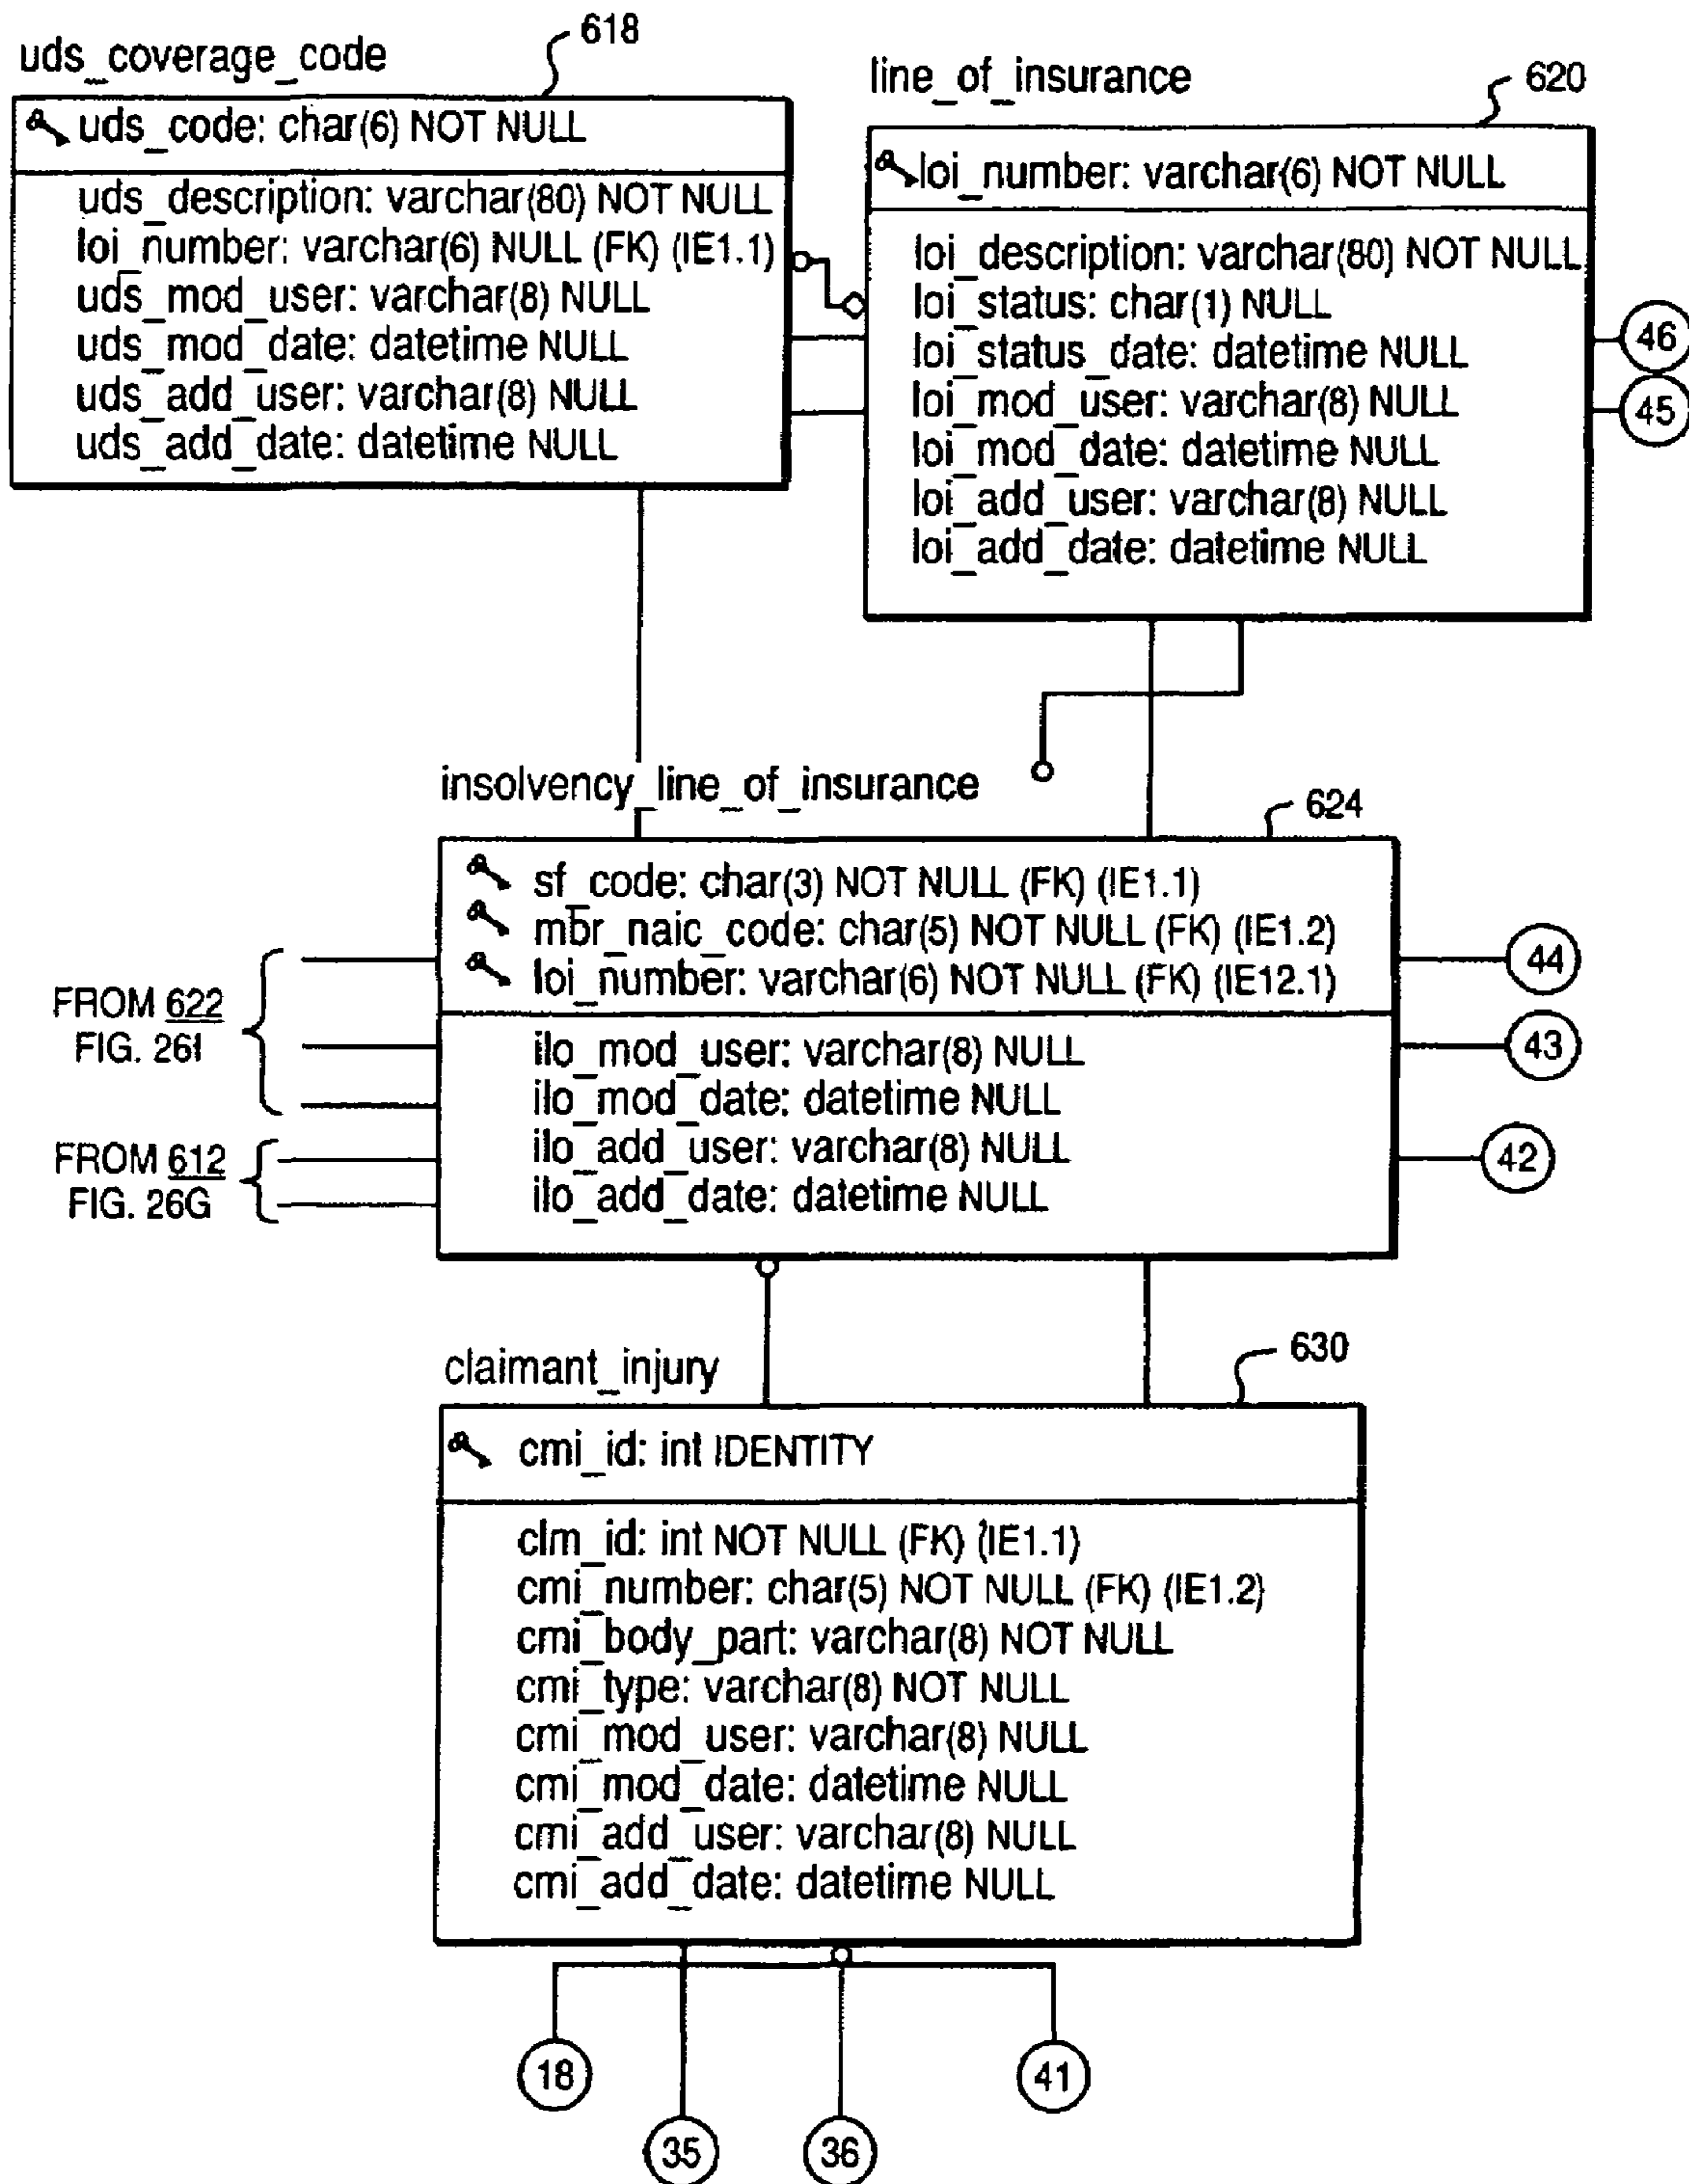 uds_coverage_code
618
uds_code: char(6) NOT NULL
uds_description: varchar(80) NOT NULL
loi_number: varchar(6) NULL (FK) (IE1.1)
uds_mod_user: varchar(8) NULL
uds_mod_date: datetime NULL
uds_add_user: varchar(8) NULL
uds_add_date: datetime NULL
line_of_insurance
620
loi_number: varchar(6) NOT NULL
loi_description: varchar(80) NOT NULL
loi_status: char(1) NULL
loi_status_date: datetime NULL
loi_mod_user: varchar(8) NULL
loi_mod_date: datetime NULL
loi_add_user: varchar(8) NULL
loi_add_date: datetime NULL
46
45
insolvency_line_of_insurance
624
sf_code: char(3) NOT NULL (FK) (IE1.1)
mbr_naic_code: char(5) NOT NULL (FK) (IE1.2)
loi_number: varchar(6) NOT NULL (FK) (IE12.1)
ilo_mod_user: varchar(8) NULL
ilo_mod_date: datetime NULL
ilo_add_user: varchar(8) NULL
ilo_add_date: datetime NULL
FROM 622
FIG. 26I
FROM 612
FIG. 26G
44
43
42
claimant_injury
630
cmi_id: int IDENTITY
clm_id: int NOT NULL (FK) (IE1.1)
cmi_number: char(5) NOT NULL (FK) (IE1.2)
cmi_body_part: varchar(8) NOT NULL
cmi_type: varchar(8) NOT NULL
cmi_mod_user: varchar(8) NULL
cmi_mod_date: datetime NULL
cmi_add_user: varchar(8) NULL
cmi_add_date: datetime NULL
18
41
35
36